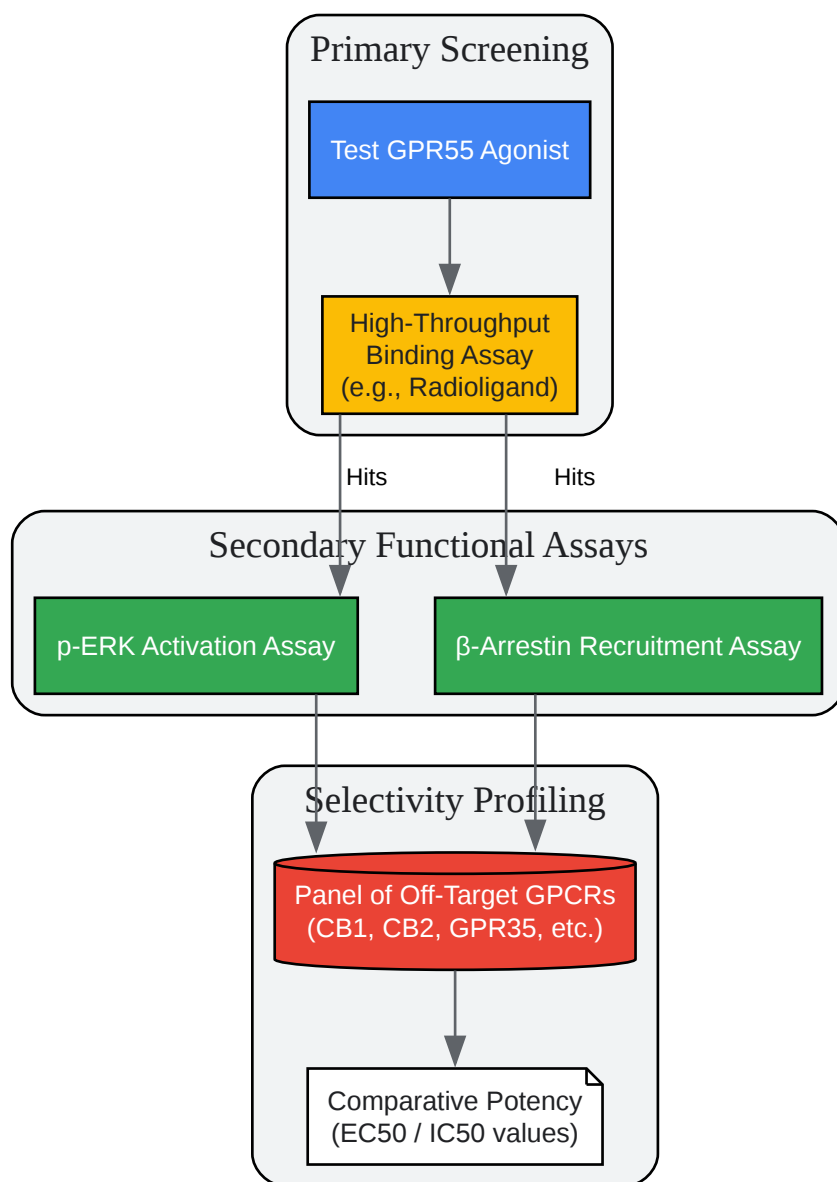 Primary Screening
Test GPR55 Agonist
High-Throughput
Binding Assay
(e.g., Radioligand)
Hits
Hits
Secondary Functional Assays
p-ERK Activation Assay
β-Arrestin Recruitment Assay
Selectivity Profiling
Panel of Off-Target GPCRs
(CB1, CB2, GPR35, etc.)
Comparative Potency
(EC50 / IC50 values)